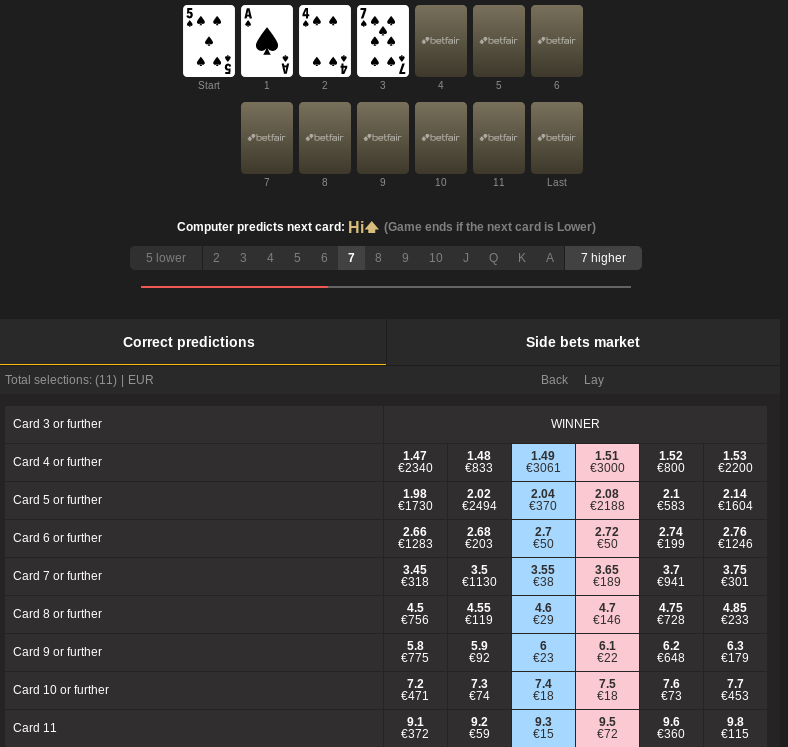 5 A 4 7
5 A 4 7
betfair betfair betfair
Start 1 2 3 4 5 6
betfair betfair betfair betfair betfair betfair
7 8 9 10 11 Last
Computer predicts next card: Hi (Game ends if the next card is Lower)
5 lower 2 3 4 5 6 7 8 9 10 J Q K A 7 higher
Correct predictions Side bets market
Total selections: (11) | EUR Back Lay
Card 3 or further WINNER
Card 4 or further 1.47 1.48 1.49 1.51 1.52 1.53
€2340 €833 €3061 €3000 €800 €2200
Card 5 or further 1.98 2.02 2.04 2.08 2.1 2.14
€1730 €2494 €370 €2188 €583 €1604
Card 6 or further 2.66 2.68 2.7 2.72 2.74 2.76
€1283 €203 €50 €50 €199 €1246
Card 7 or further 3.45 3.5 3.55 3.65 3.7 3.75
€318 €1130 €38 €189 €941 €301
Card 8 or further 4.5 4.55 4.6 4.7 4.75 4.85
€756 €119 €29 €146 €728 €233
Card 9 or further 5.8 5.9 6 6.1 6.2 6.3
€775 €92 €23 €22 €648 €179
Card 10 or further 7.2 7.3 7.4 7.5 7.6 7.7
€471 €74 €18 €18 €73 €453
Card 11 9.1 9.2 9.3 9.5 9.6 9.8
€372 €59 €15 €72 €360 €115